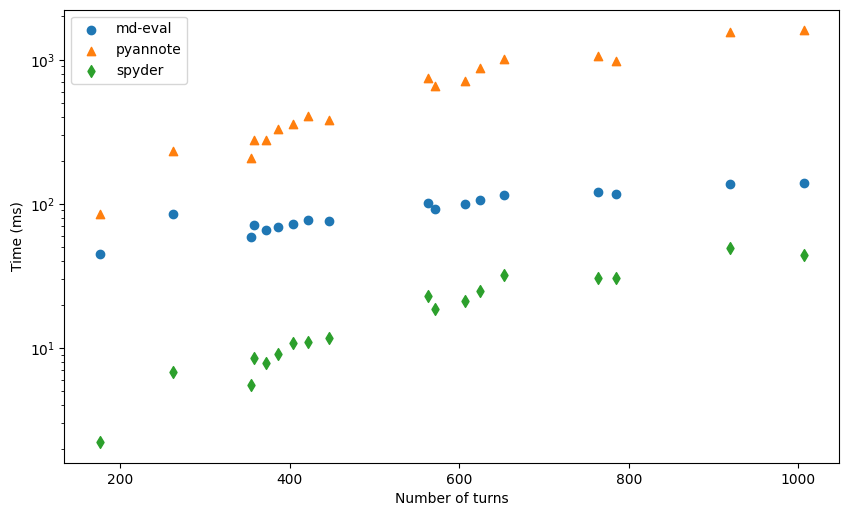 md-eval
pyannote
spyder
10³
10²
10¹
Time (ms)
200 400 600 800 1000
Number of turns